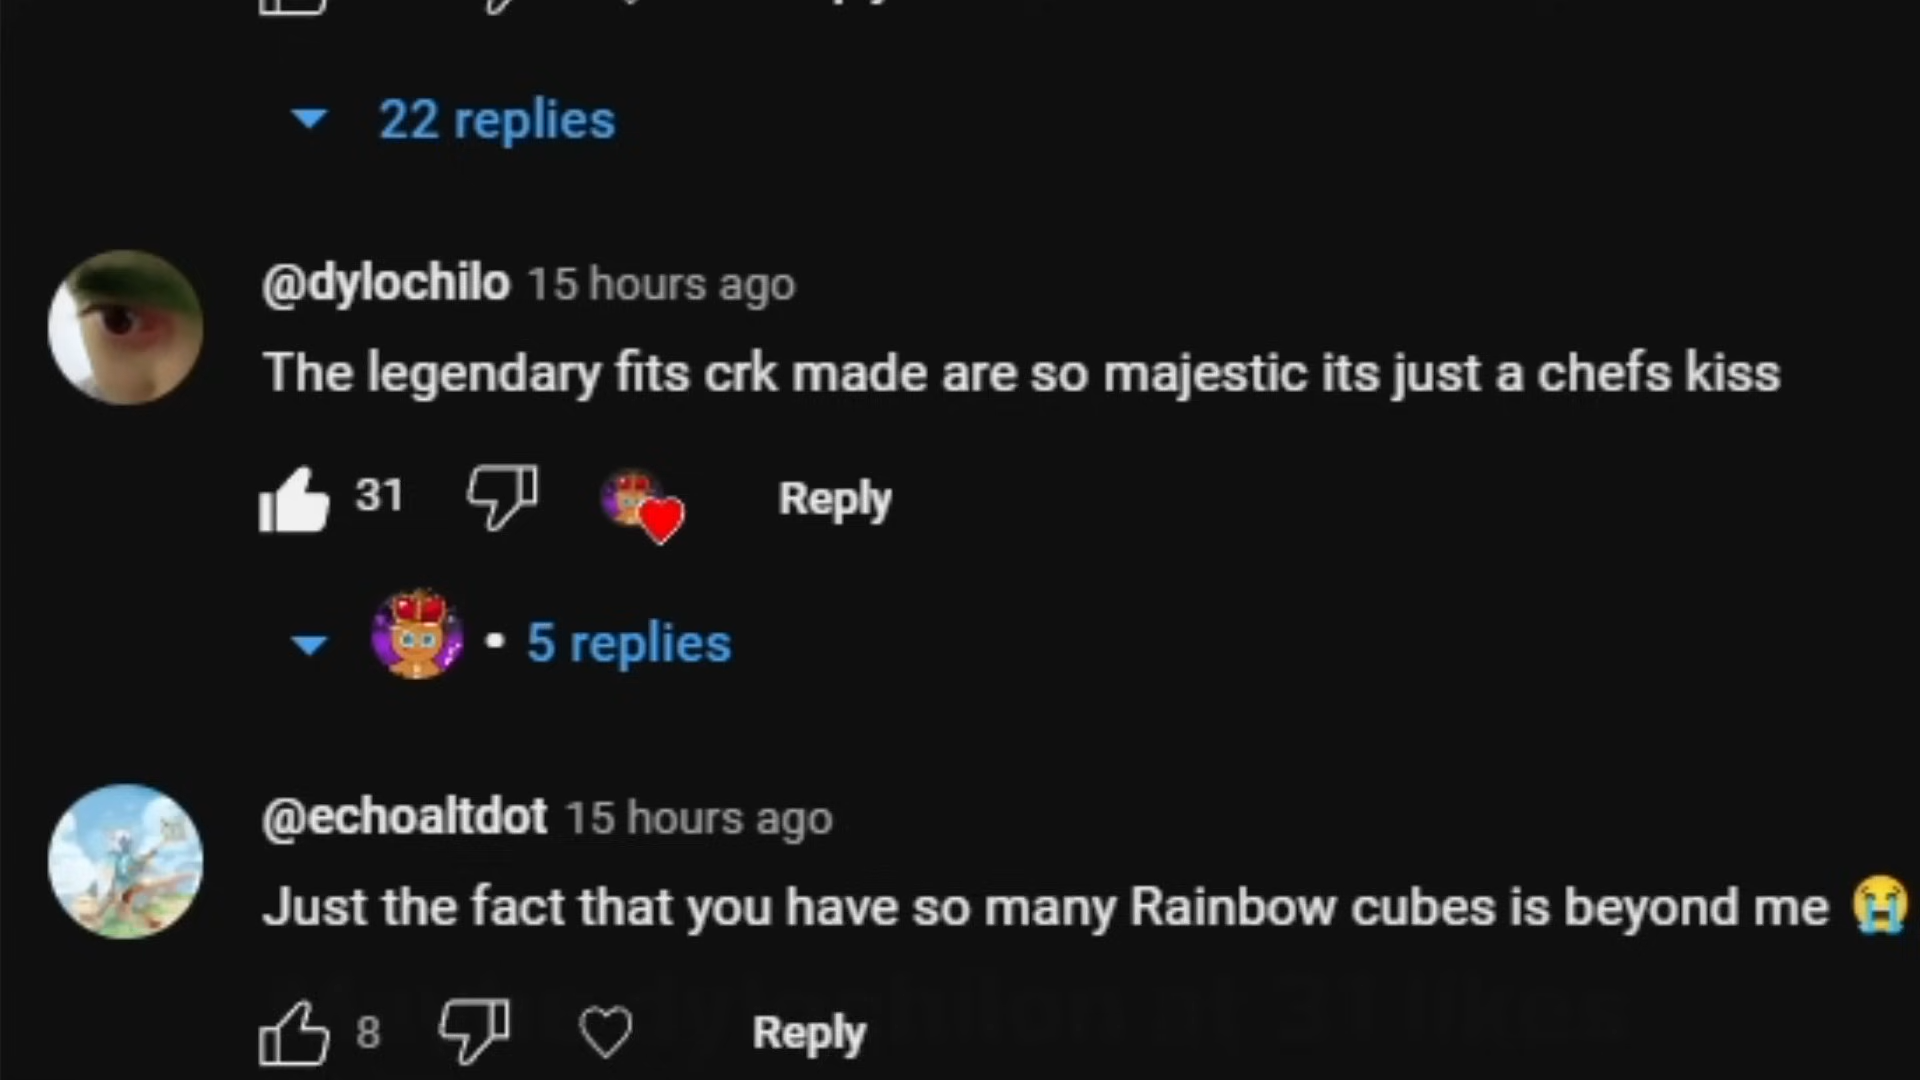 22 replies
@dylochilo 15 hours ago
The legendary fits crk made are so majestic its just a chefs kiss
31 Reply
• 5 replies
@echoaltdot 15 hours ago
Just the fact that you have so many Rainbow cubes is beyond me 😭
8 Reply